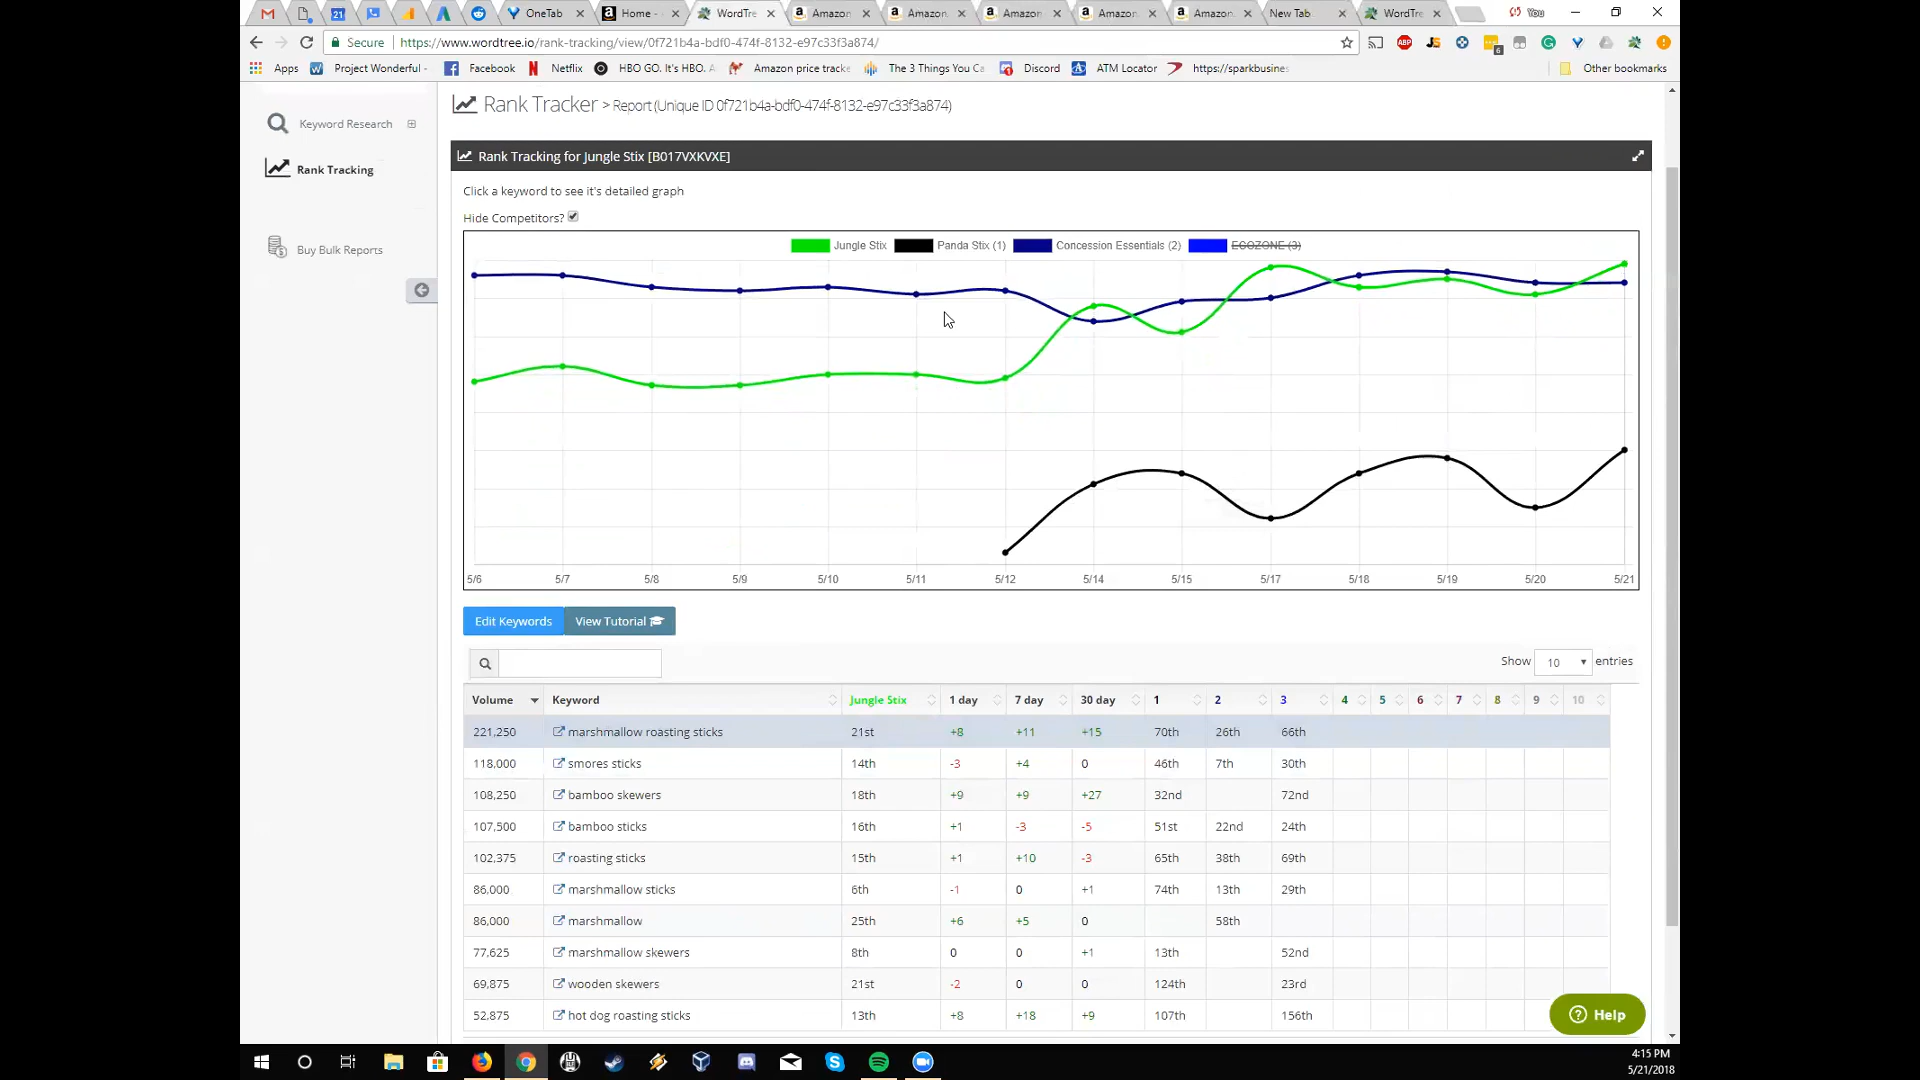 21
OneTab
Home -
WordTre
Amazon
Amazon.
Amazon
Amazon.
Amazon.
New Tab
WordTre
You
Secure
https://www.wordtree.io/rank-tracking/view/0f721b4a-bdf0-474f-8132-e97c33f3a874/
ABP
6
Apps
Project Wonderful -
Facebook
Netflix
HBO GO. It's HBO. A
Amazon price tracke
The 3 Things You Ca
Discord
ATM Locator
https://sparkbusines
Other bookmarks
Keyword Research
Rank Tracking
Buy Bulk Reports
Rank Tracker > Report (Unique ID 0f721b4a-bdf0-474f-8132-e97c33f3a874)
Rank Tracking for Jungle Stix [B017VXKVXE]
Click a keyword to see it's detailed graph
Hide Competitors?
Jungle Stix
Panda Stix (1)
Concession Essentials (2)
ECOZONE (3)
5/6 5/7 5/8 5/9 5/10 5/11 5/12 5/14 5/15 5/17 5/18 5/19 5/20 5/21
Edit Keywords
View Tutorial
Show 10 entries
Volume Keyword Jungle Stix 1 day 7 day 30 day 1 2 3 4 5 6 7 8 9 10
221,250 marshmallow roasting sticks 21st +8 +11 +15 70th 26th 66th
118,000 smores sticks 14th -3 +4 0 46th 7th 30th
108,250 bamboo skewers 18th +9 +9 +27 32nd 72nd
107,500 bamboo sticks 16th +1 -3 -5 51st 22nd 24th
102,375 roasting sticks 15th +1 +10 -3 65th 38th 69th
86,000 marshmallow sticks 6th -1 0 +1 74th 13th 29th
86,000 marshmallow 25th +6 +5 0 58th
77,625 marshmallow skewers 8th 0 0 +1 13th 52nd
69,875 wooden skewers 21st -2 0 0 124th 23rd
52,875 hot dog roasting sticks 13th +8 +18 +9 107th 156th
Help
4:15 PM
5/21/2018